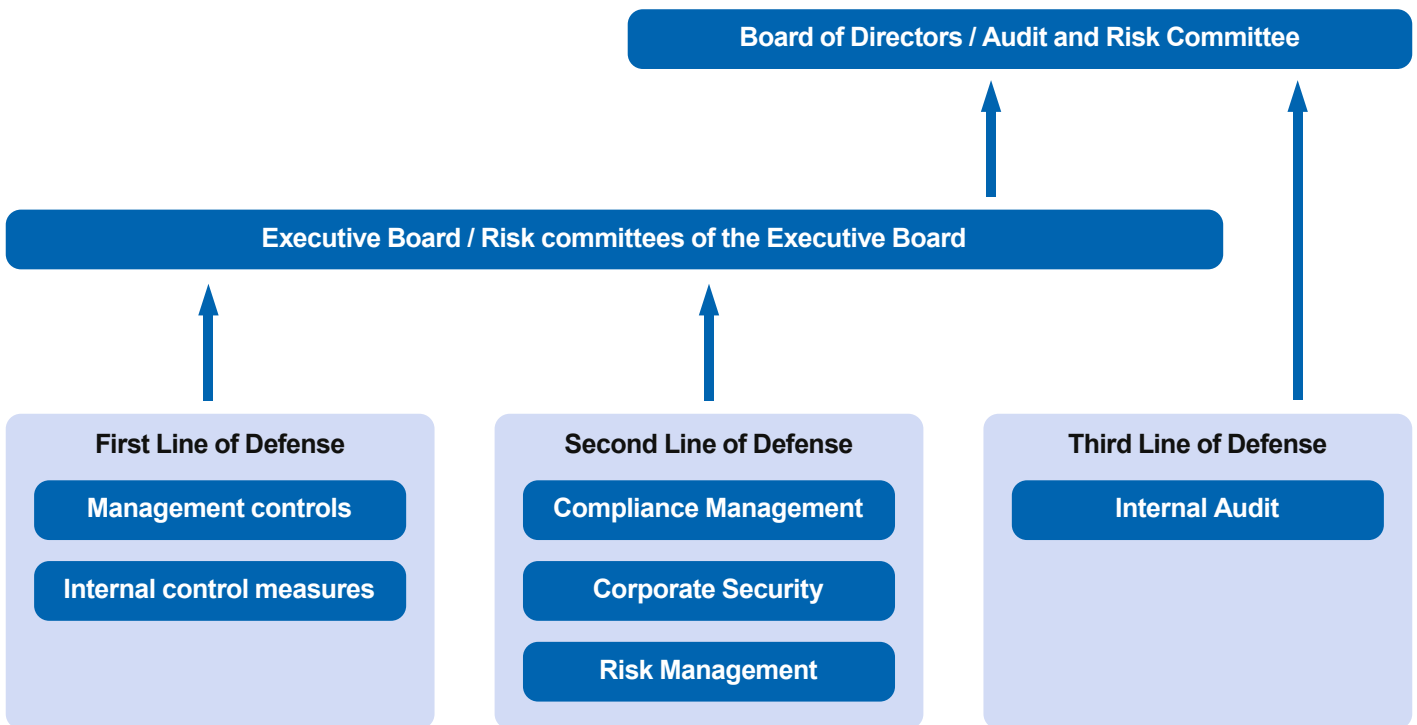 Board of Directors / Audit and Risk Committee
Executive Board / Risk committees of the Executive Board
First Line of Defense
Management controls
Internal control measures
Second Line of Defense
Compliance Management
Corporate Security
Risk Management
Third Line of Defense
Internal Audit